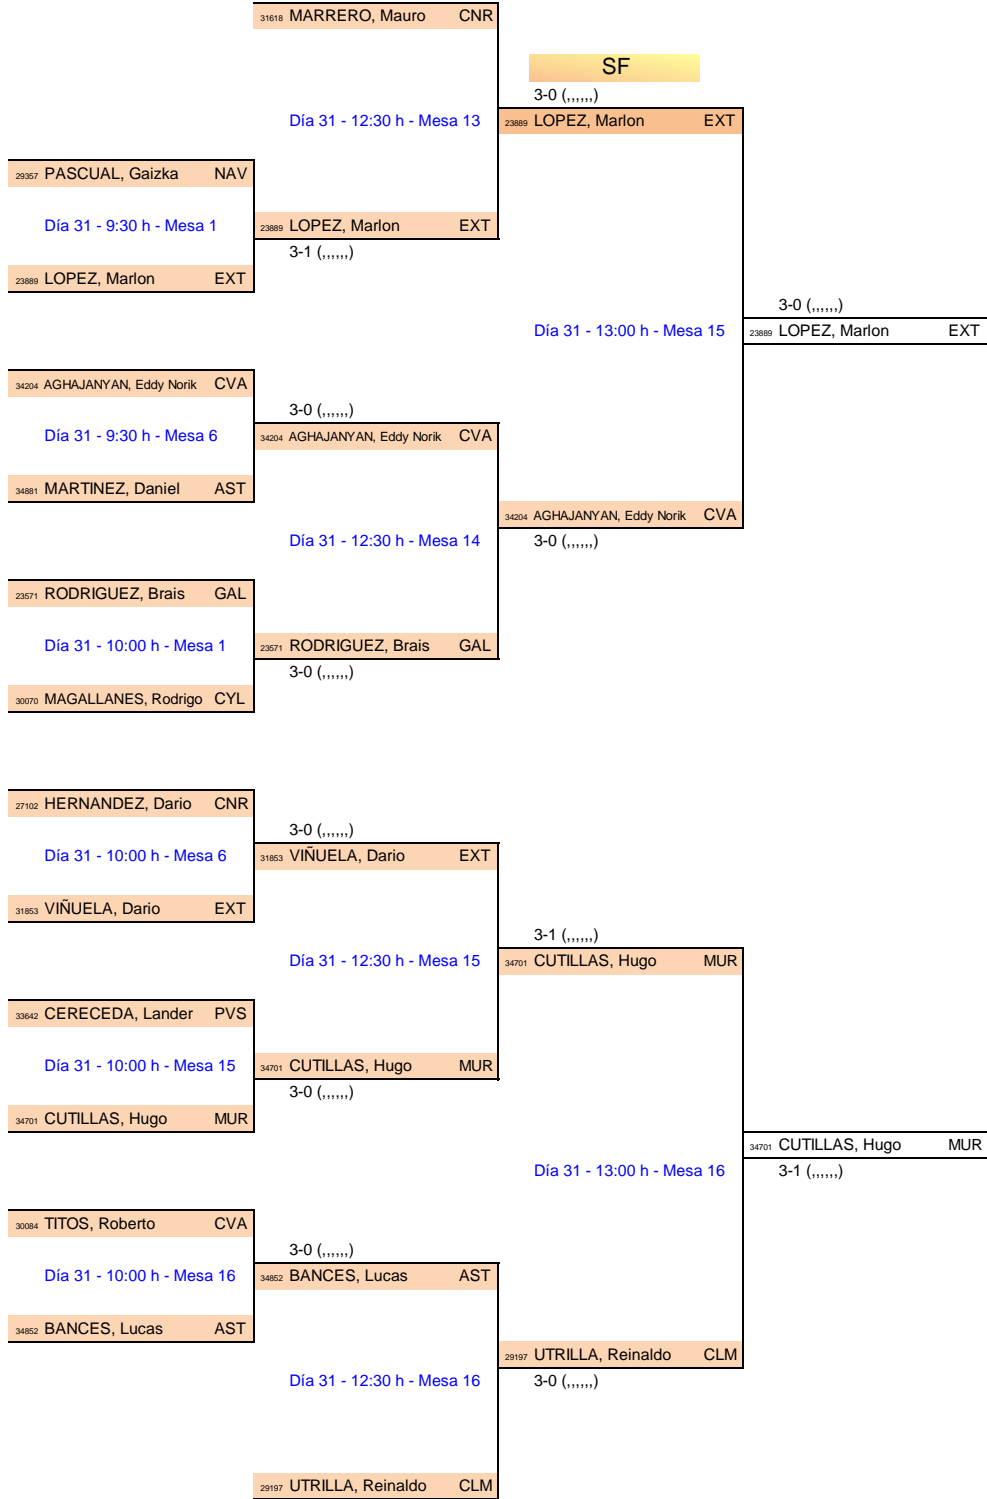 31618 MARRERO, Mauro CNR
SF
3-0 (,,,,,,)
Día 31 - 12:30 h - Mesa 13
23889 LOPEZ, Marlon EXT
29357 PASCUAL, Gaizka NAV
Día 31 - 9:30 h - Mesa 1
23889 LOPEZ, Marlon EXT
3-1 (,,,,,,)
23889 LOPEZ, Marlon EXT
3-0 (,,,,,,)
Día 31 - 13:00 h - Mesa 15
23889 LOPEZ, Marlon EXT
34204 AGHAJANYAN, Eddy Norik CVA
3-0 (,,,,,,)
Día 31 - 9:30 h - Mesa 6
34204 AGHAJANYAN, Eddy Norik CVA
34881 MARTINEZ, Daniel AST
34204 AGHAJANYAN, Eddy Norik CVA
Día 31 - 12:30 h - Mesa 14
3-0 (,,,,,,)
23571 RODRIGUEZ, Brais GAL
Día 31 - 10:00 h - Mesa 1
23571 RODRIGUEZ, Brais GAL
3-0 (,,,,,,)
30070 MAGALLANES, Rodrigo CYL
27102 HERNANDEZ, Dario CNR
3-0 (,,,,,,)
Día 31 - 10:00 h - Mesa 6
31853 VIÑUELA, Dario EXT
31853 VIÑUELA, Dario EXT
3-1 (,,,,,,)
Día 31 - 12:30 h - Mesa 15
34701 CUTILLAS, Hugo MUR
33642 CERECEDA, Lander PVS
Día 31 - 10:00 h - Mesa 15
34701 CUTILLAS, Hugo MUR
3-0 (,,,,,,)
34701 CUTILLAS, Hugo MUR
34701 CUTILLAS, Hugo MUR
Día 31 - 13:00 h - Mesa 16
3-1 (,,,,,,)
30084 TITOS, Roberto CVA
3-0 (,,,,,,)
Día 31 - 10:00 h - Mesa 16
34852 BANCES, Lucas AST
34852 BANCES, Lucas AST
29197 UTRILLA, Reinaldo CLM
Día 31 - 12:30 h - Mesa 16
3-0 (,,,,,,)
29197 UTRILLA, Reinaldo CLM